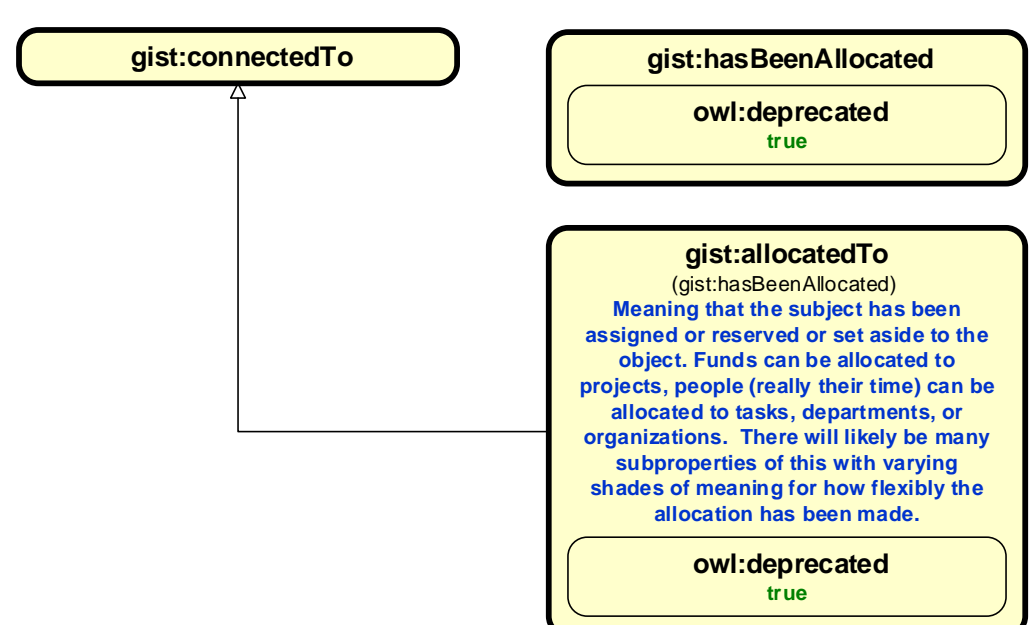 gist:connectedTo
gist:hasBeenAllocated
owl:deprecated
true
gist:allocatedTo
(gist:hasBeenAllocated)
Meaning that the subject has been
assigned or reserved or set aside to the
object. Funds can be allocated to
projects, people (really their time) can be
allocated to tasks, departments, or
organizations.  There will likely be many
subproperties of this with varying
shades of meaning for how flexibly the
allocation has been made.
owl:deprecated
true